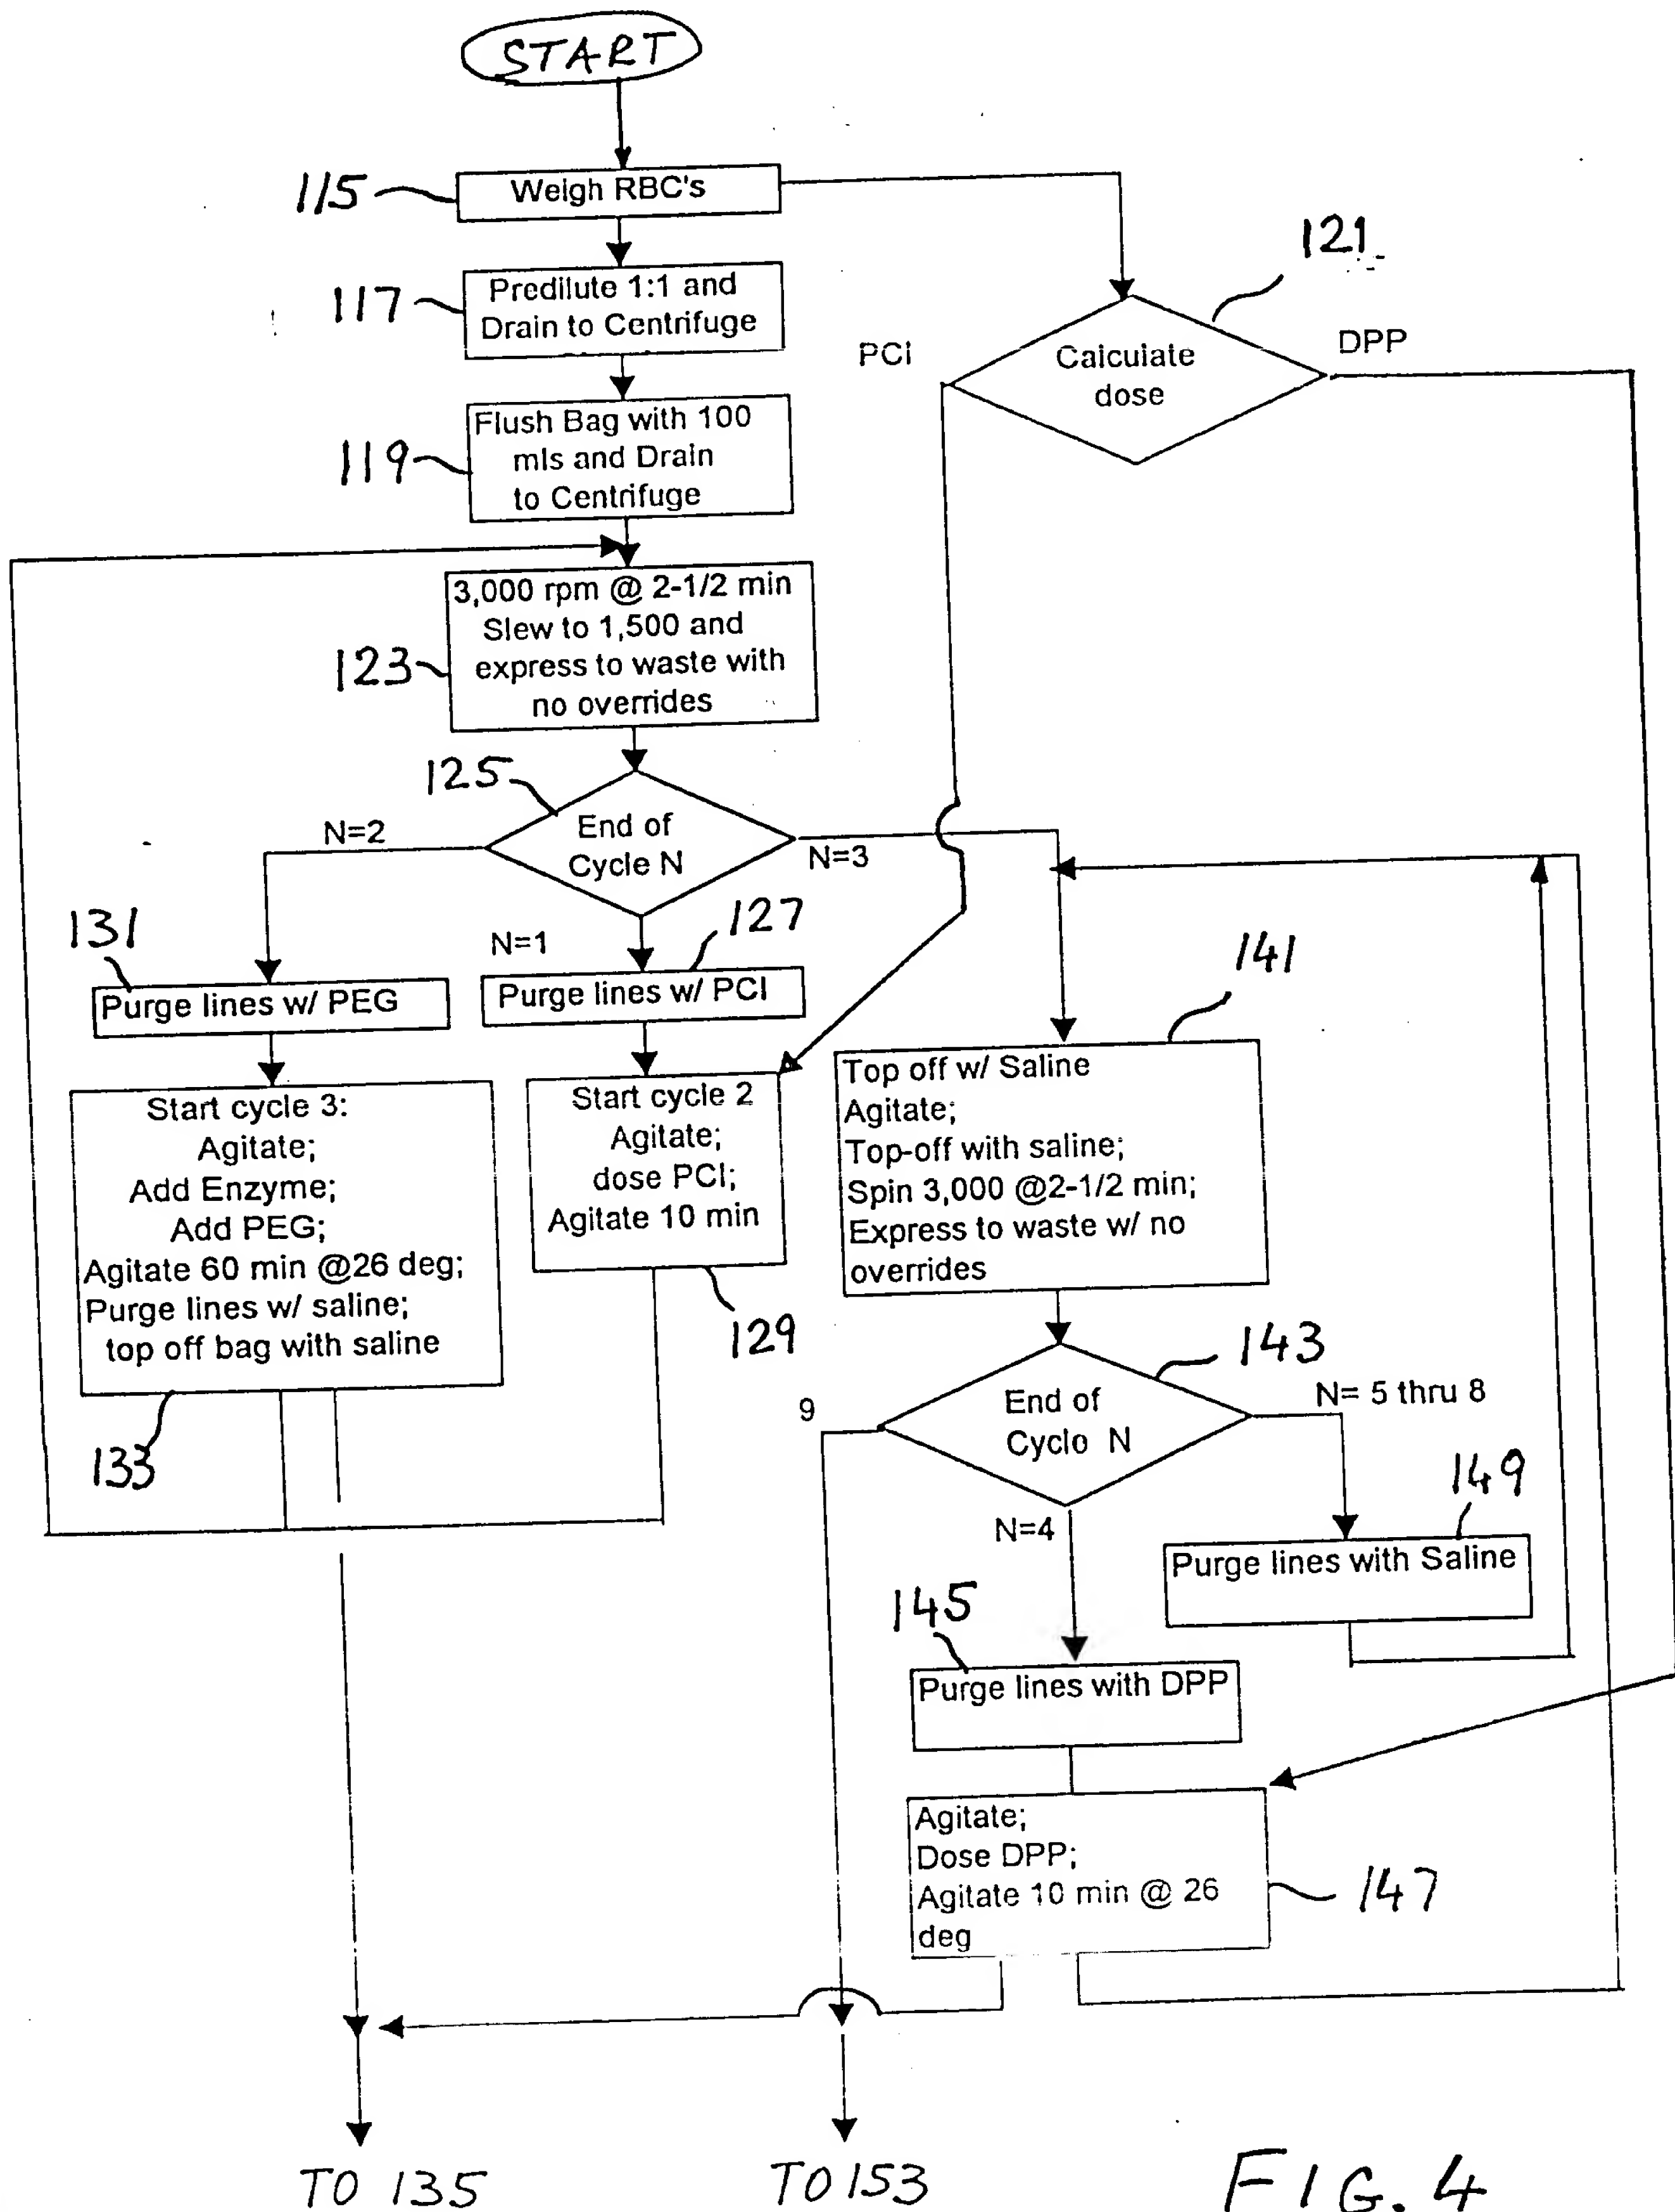 START
115
Weigh RBC's
121
117
Predilute 1:1 and
Drain to Centrifuge
PCI
Calculate
dose
DPP
119
Flush Bag with 100
mls and Drain
to Centrifuge
123
3,000 rpm @ 2-1/2 min
Slew to 1,500 and
express to waste with
no overrides
125
N=2
End of
Cycle N
N=3
131
N=1
127
141
Purge lines w/ PEG
Purge lines w/ PCI
Start cycle 3:
Agitate;
Add Enzyme;
Add PEG;
Agitate 60 min @26 deg;
Purge lines w/ saline;
top off bag with saline
133
Start cycle 2
Agitate;
dose PCI;
Agitate 10 min
129
Top off w/ Saline
Agitate;
Top-off with saline;
Spin 3,000 @2-1/2 min;
Express to waste w/ no
overrides
143
9
End of
Cyclo N
N= 5 thru 8
149
N=4
Purge lines with Saline
145
Purge lines with DPP
Agitate;
Dose DPP;
Agitate 10 min @ 26
deg
147
TO 135
TO 153
FIG. 4